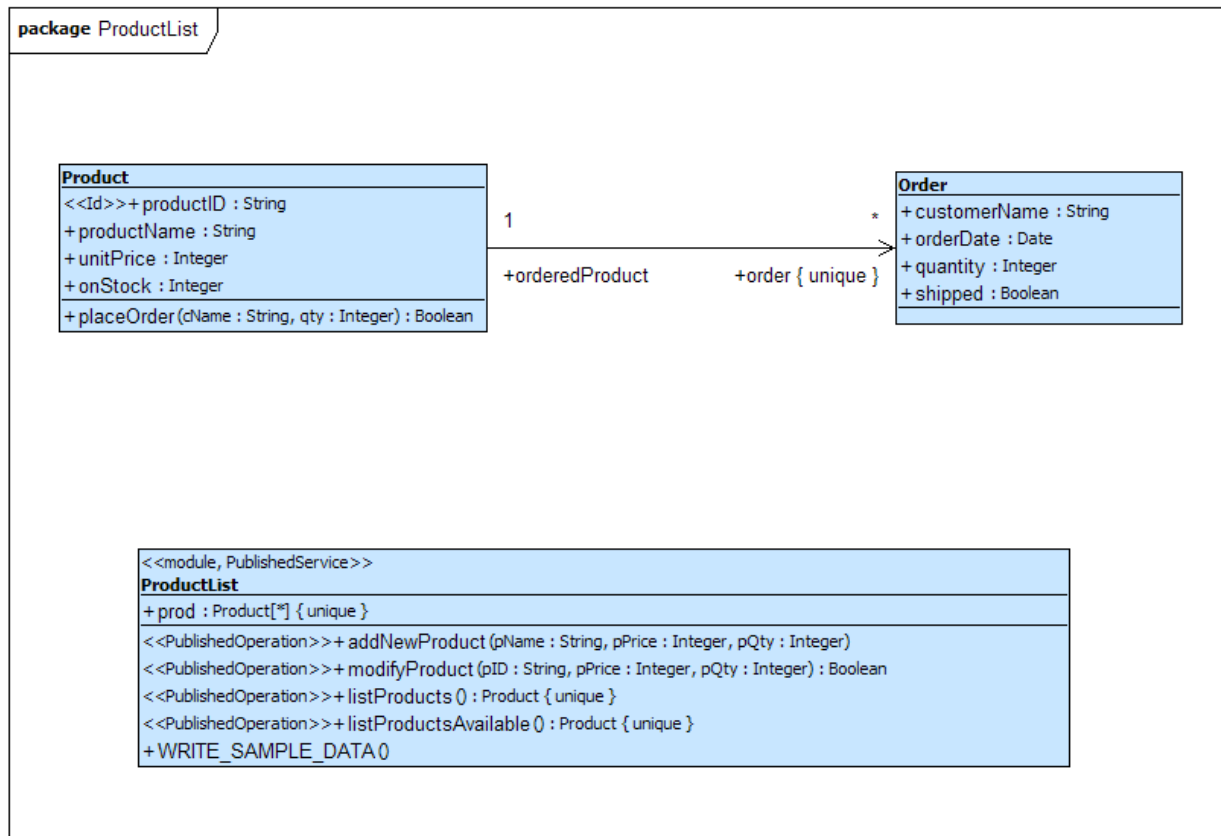 package ProductList
Product
<<Id>>+ productID : String
+ productName : String
+ unitPrice : Integer
+ onStock : Integer
+ placeOrder (cName : String, qty : Integer) : Boolean
1
*
+orderedProduct
+order { unique }
Order
+ customerName : String
+ orderDate : Date
+ quantity : Integer
+ shipped : Boolean
<<module, PublishedService>>
ProductList
+ prod : Product[*] { unique }
<<PublishedOperation>>+ addNewProduct (pName : String, pPrice : Integer, pQty : Integer)
<<PublishedOperation>>+ modifyProduct (pID : String, pPrice : Integer, pQty : Integer) : Boolean
<<PublishedOperation>>+ listProducts () : Product { unique }
<<PublishedOperation>>+ listProductsAvailable () : Product { unique }
+ WRITE_SAMPLE_DATA ()